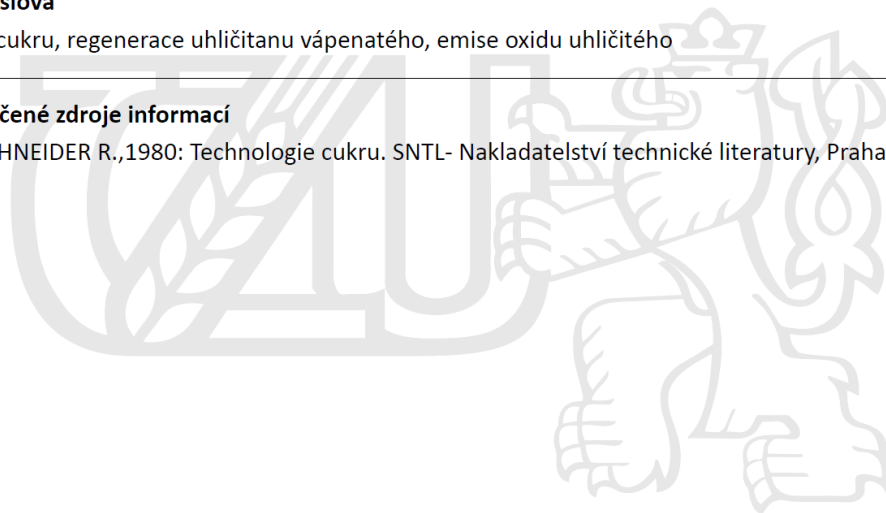 slova
cukru, regenerace uhličitanu vápenatého, emise oxidu uhličitého
čené zdroje informací
HNEIDER R.,1980: Technologie cukru. SNTL- Nakladatelství technické literatury, Praha
ČZU